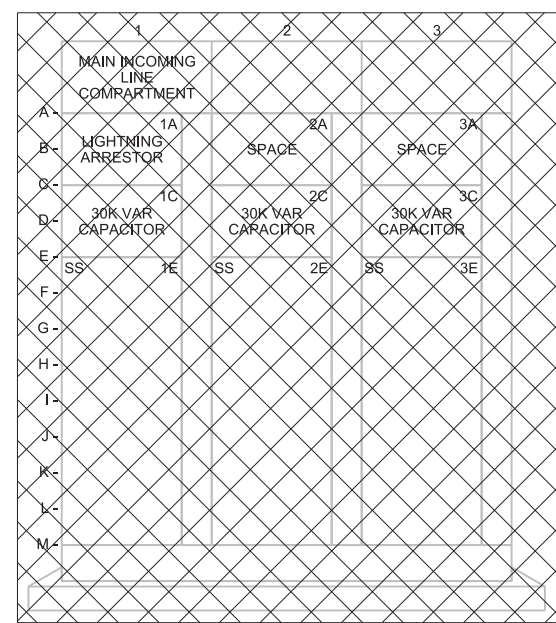 1 2 3
MAIN INCOMING
LINE
COMPARTMENT
A -
1A 2A 3A
LIGHTNING
ARRESTOR
B -
SPACE SPACE
C -
1C 2C 3C
30K VAR
CAPACITOR
30K VAR
CAPACITOR
30K VAR
CAPACITOR
D -
E -
SS 1E SS 2E SS 3E
F -
G -
H -
I -
J -
K -
L -
M -